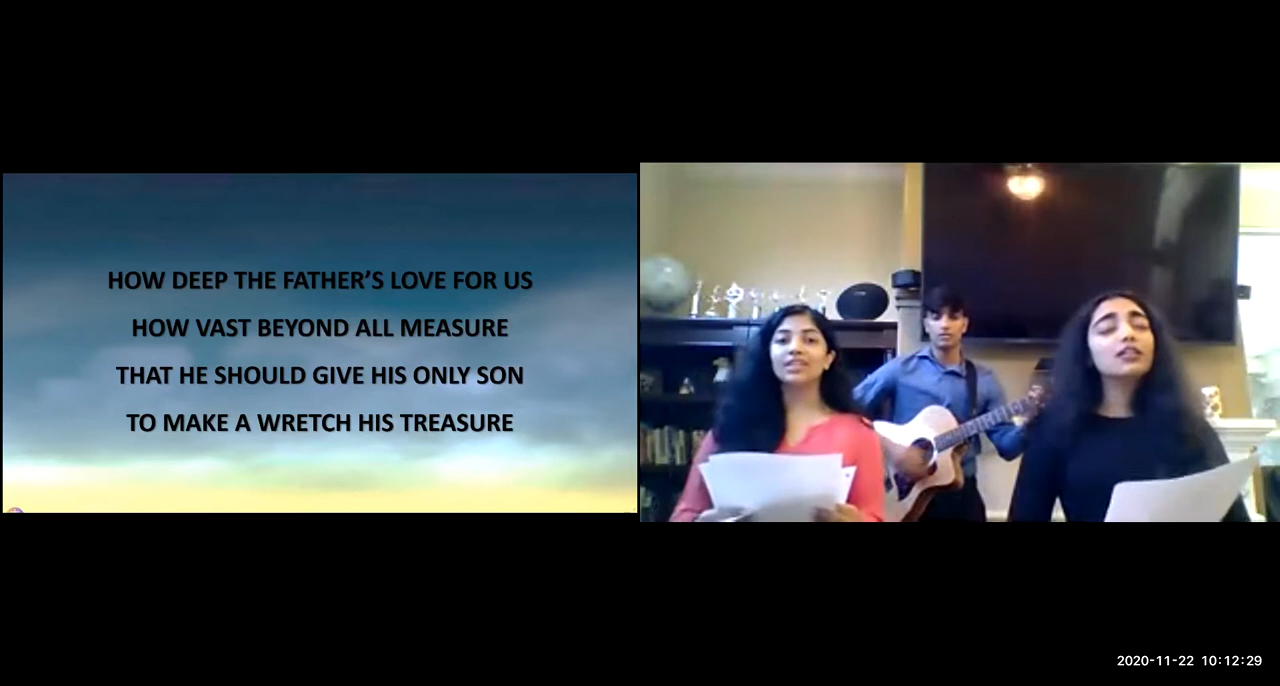 HOW DEEP THE FATHER’S LOVE FOR US
HOW VAST BEYOND ALL MEASURE
THAT HE SHOULD GIVE HIS ONLY SON
TO MAKE A WRETCH HIS TREASURE
2020-11-22 10:12:29